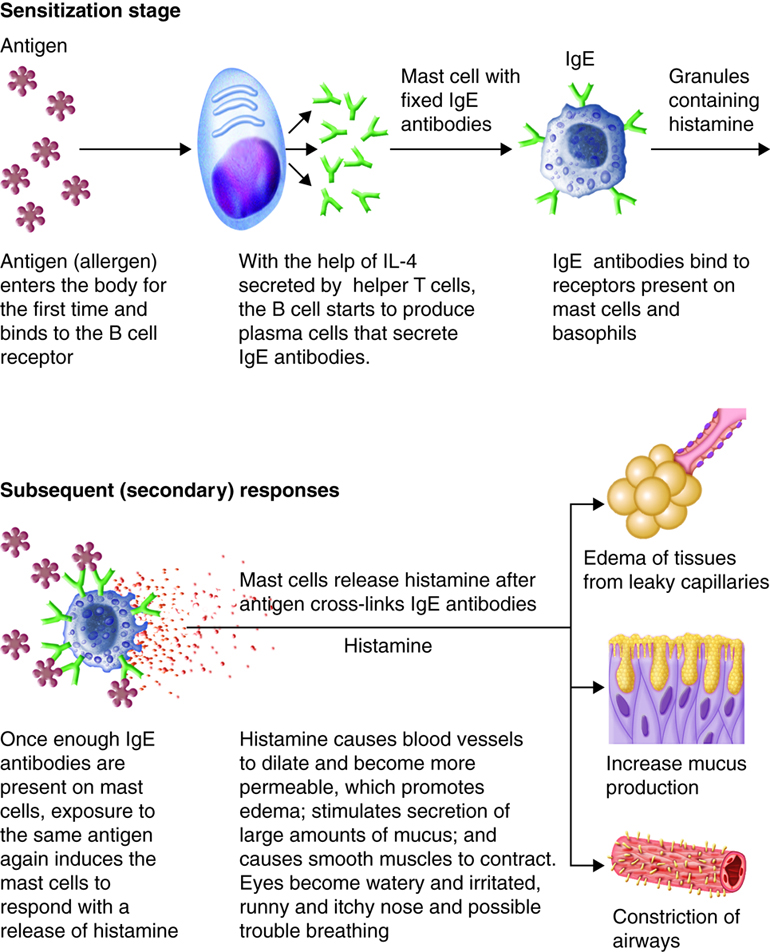 Sensitization stage
Antigen
Mast cell with
fixed IgE
antibodies
IgE
Granules
containing
histamine
Antigen (allergen)
enters the body for
the first time and
binds to the B cell
receptor
With the help of IL-4
secreted by helper T cells,
the B cell starts to produce
plasma cells that secrete
IgE antibodies.
IgE antibodies bind to
receptors present on
mast cells and
basophils
Subsequent (secondary) responses
Mast cells release histamine after
antigen cross-links IgE antibodies
Histamine
Edema of tissues
from leaky capillaries
Increase mucus
production
Constriction of
airways
Once enough IgE
antibodies are
present on mast
cells, exposure to
the same antigen
again induces the
mast cells to
respond with a
release of histamine
Histamine causes blood vessels
to dilate and become more
permeable, which promotes
edema; stimulates secretion of
large amounts of mucus; and
causes smooth muscles to contract.
Eyes become watery and irritated,
runny and itchy nose and possible
trouble breathing